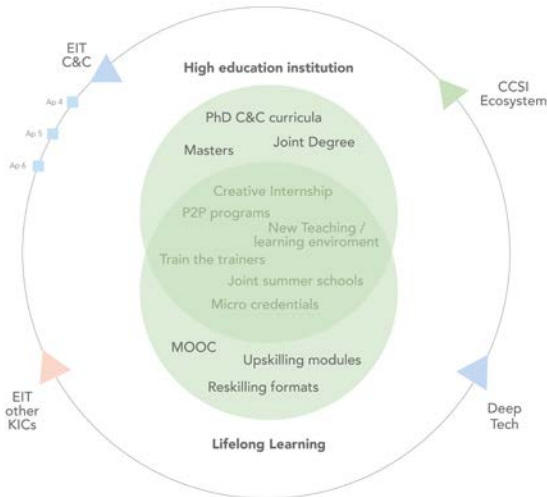 EIT
C&C
High education institution
CCSI
Ecosystem
Ap 4
Ap 5
Ap 6
PhD C&C curricula
Masters
Joint Degree
Creative Internship
P2P programs
New Teaching /
learning enviroment
Train the trainers
Joint summer schools
Micro credentials
MOOC
Upskilling modules
Reskilling formats
EIT
other
KICs
Deep
Tech
Lifelong Learning